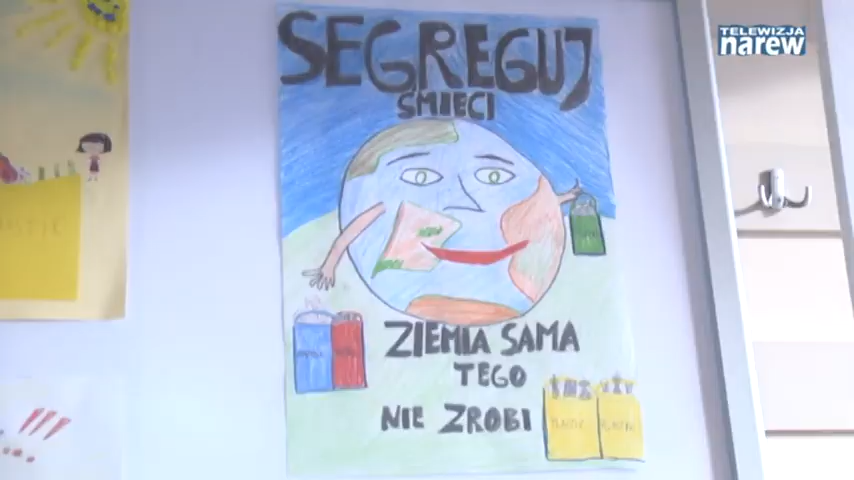 TELEWIZJA
narew
SEGREGUJ
ŚMIECI
ZIEMIA SAMA
TEGO
NIE ZROBI